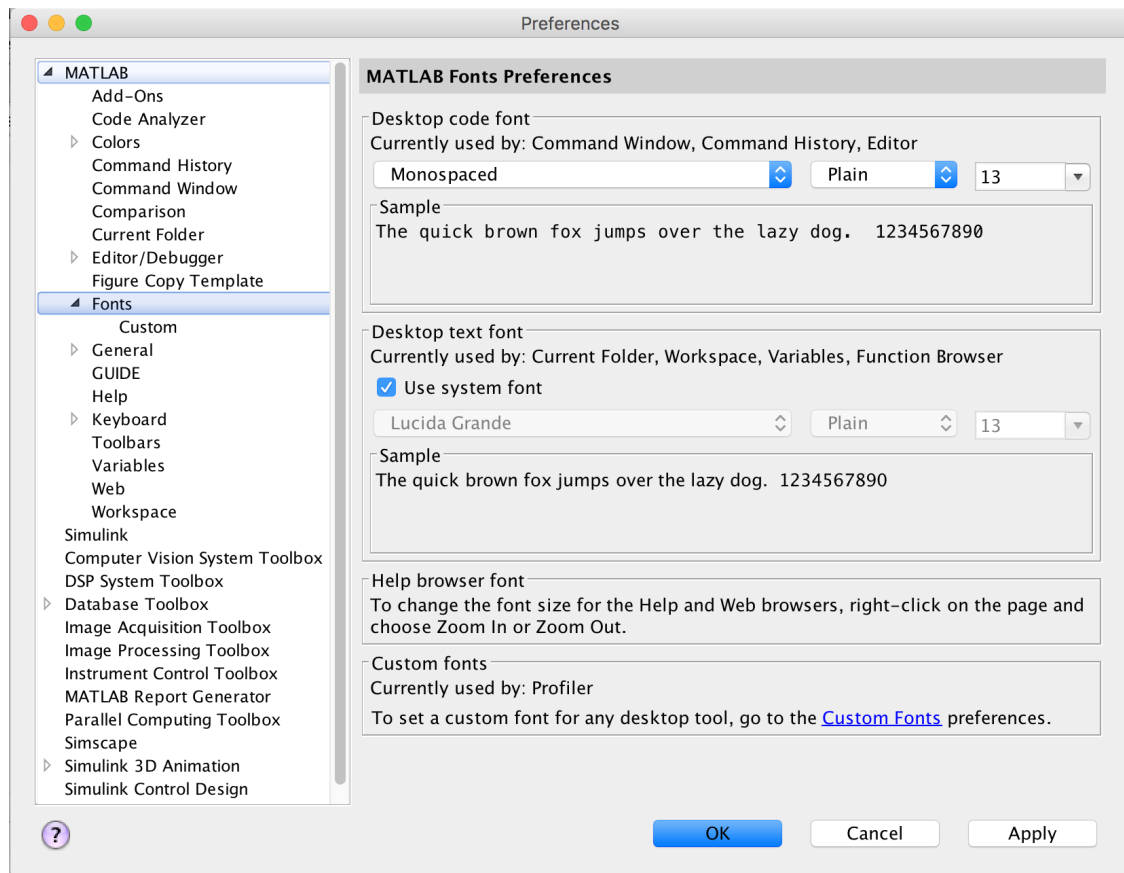 Preferences
MATLAB
Add-Ons
Code Analyzer
Colors
Command History
Command Window
Comparison
Current Folder
Editor/Debugger
Figure Copy Template
Fonts
Custom
General
GUIDE
Help
Keyboard
Toolbars
Variables
Web
Workspace
Simulink
Computer Vision System Toolbox
DSP System Toolbox
Database Toolbox
Image Acquisition Toolbox
Image Processing Toolbox
Instrument Control Toolbox
MATLAB Report Generator
Parallel Computing Toolbox
Simscape
Simulink 3D Animation
Simulink Control Design
MATLAB Fonts Preferences
Desktop code font
Currently used by: Command Window, Command History, Editor
Monospaced Plain 13
Sample
The quick brown fox jumps over the lazy dog.  1234567890
Desktop text font
Currently used by: Current Folder, Workspace, Variables, Function Browser
Use system font
Lucida Grande Plain 13
Sample
The quick brown fox jumps over the lazy dog.  1234567890
Help browser font
To change the font size for the Help and Web browsers, right-click on the page and
choose Zoom In or Zoom Out.
Custom fonts
Currently used by: Profiler
To set a custom font for any desktop tool, go to the Custom Fonts preferences.
? OK Cancel Apply